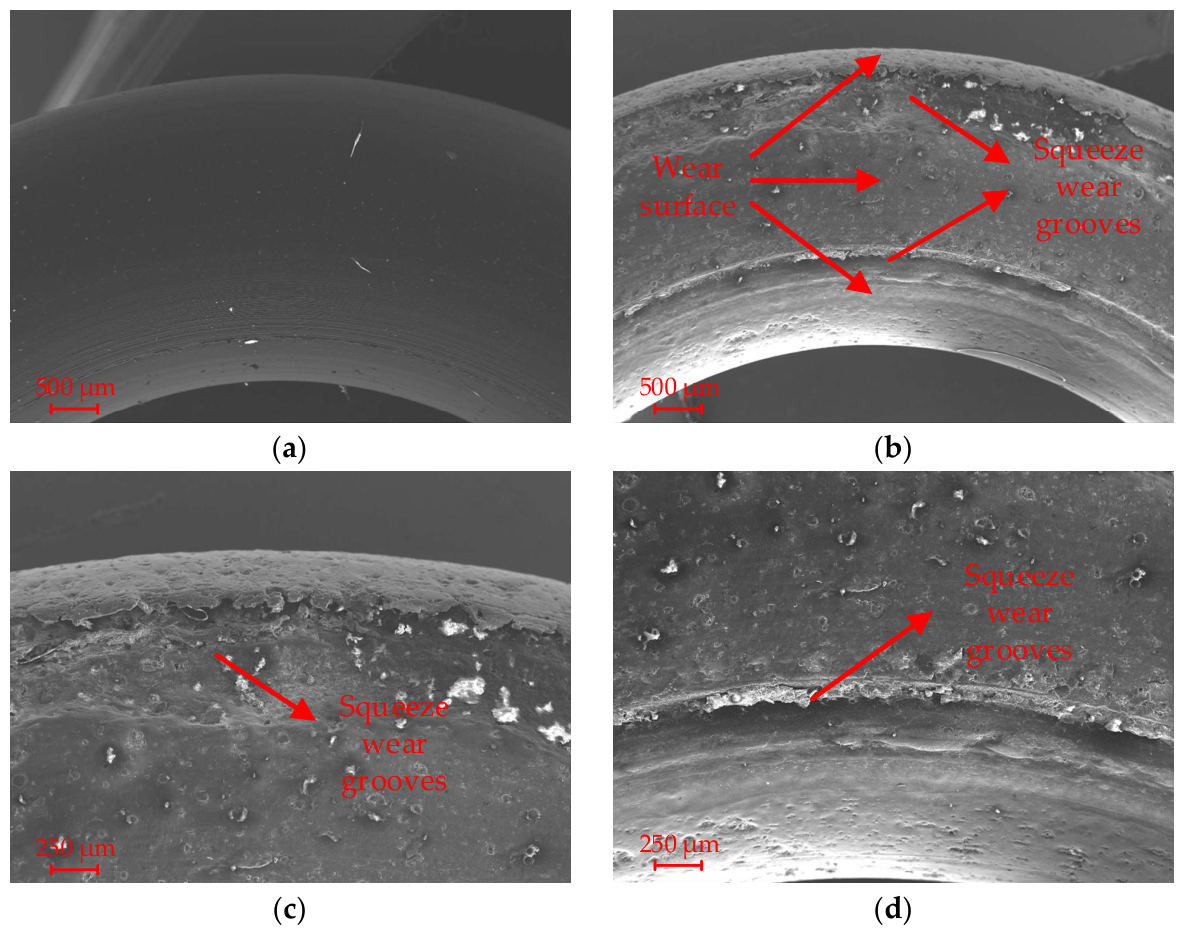 500 μm
(a)
Wear
surface
Squeeze
wear
grooves
500 μm
(b)
Squeeze
wear
grooves
250 μm
(c)
Squeeze
wear
grooves
250 μm
(d)